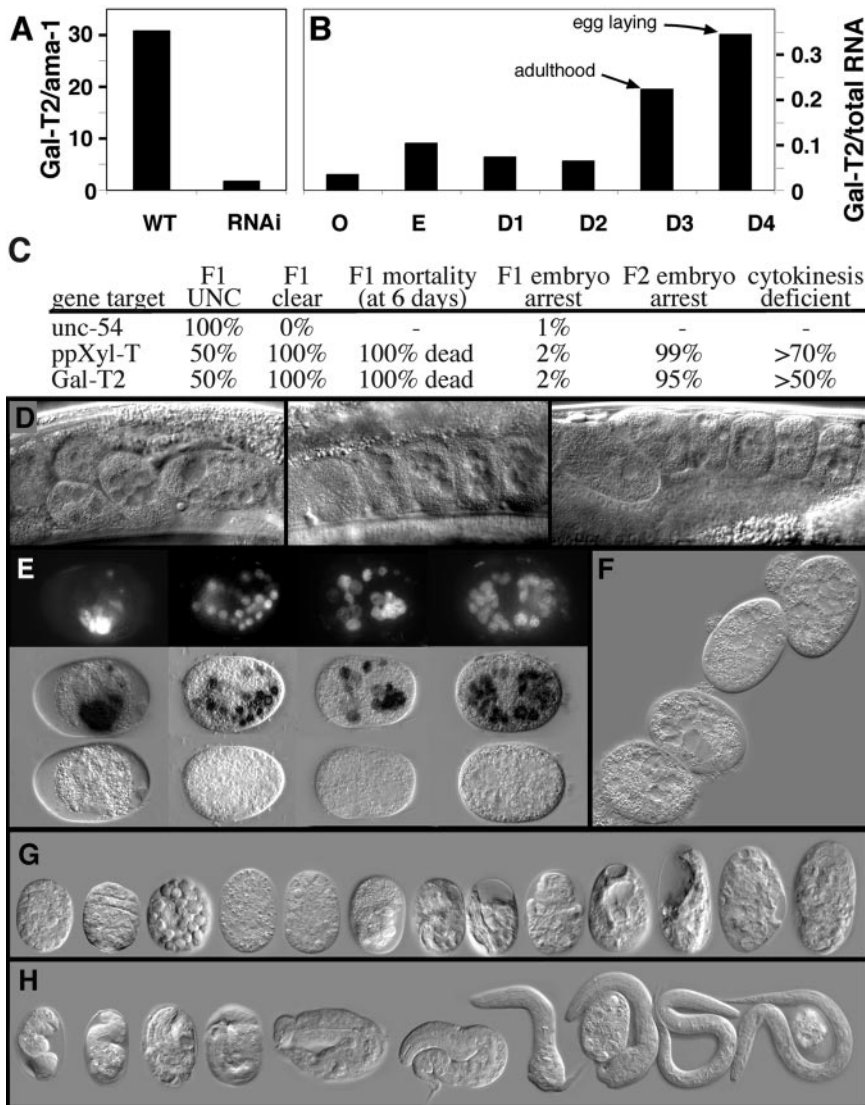 A
Gal-T2/ama-1
30
20
10
0
WT RNAi
B
egg laying
adulthood
0.3
0.2
0.1
0
Gal-T2/total RNA
O E D1 D2 D3 D4
C
F1 F1 F1 mortality F1 embryo F2 embryo cytokinesis
gene target UNC clear (at 6 days) arrest arrest deficient
unc-54 100% 0% - 1% - -
ppXyl-T 50% 100% 100% dead 2% 99% >70%
Gal-T2 50% 100% 100% dead 2% 95% >50%
D
E
F
G
H